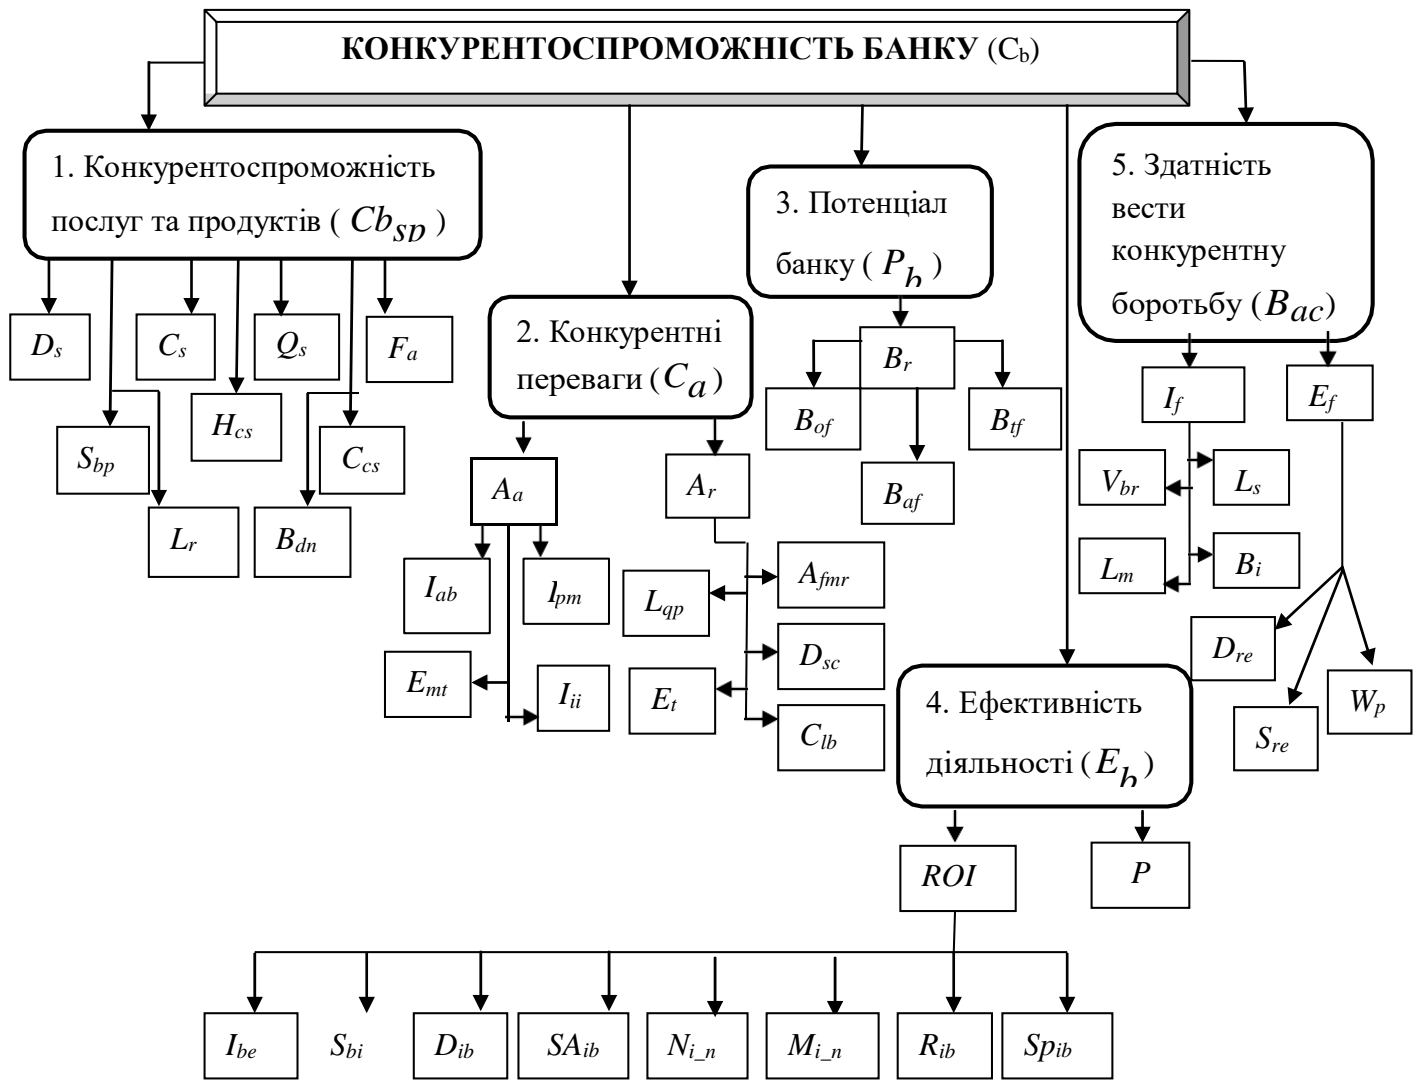 КОНКУРЕНТОСПРОМОЖНІСТЬ БАНКУ (Cb)
1. Конкурентоспроможність
послуг та продуктів ( Cbsp )
2. Конкурентні
переваги (Ca)
3. Потенціал
банку ( Pb )
5. Здатність
вести
конкурентну
боротьбу (Bac)
Ds
Cs
Qs
Fa
Hcs
Sbp
Ccs
Lr
Bdn
Br
Bof
Btf
Baf
If
Ef
Aa
Ar
Vbr
Ls
Lm
Bi
Iab
Ipm
Lqp
Afmr
Emt
Iii
Et
Dsc
Clb
Dre
Sre
Wp
4. Ефективність
діяльності ( Eb )
ROI
P
Ibe
Sbi
Dib
SAib
Ni_n
Mi_n
Rib
Spib